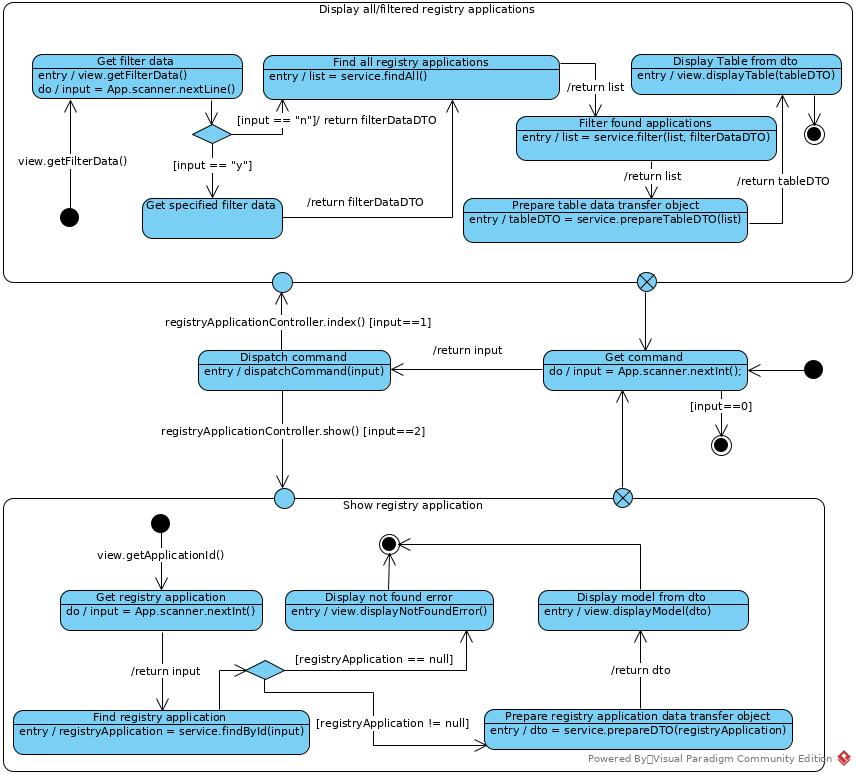 Display all/filtered registry applications
Get filter data
entry / view.getFilterData()
do / input = App.scanner.nextLine()
Find all registry applications
entry / list = service.findAll()
Display Table from dto
entry / view.displayTable(tableDTO)
/return list
[input == "n"]/ return filterDataDTO
Filter found applications
entry / list = service.filter(list, filterDataDTO)
view.getFilterData()
[input == "y"]
/return list
/return tableDTO
Get specified filter data
/return filterDataDTO
Prepare table data transfer object
entry / tableDTO = service.prepareTableDTO(list)
registryApplicationController.index() [input==1]
Dispatch command
entry / dispatchCommand(input)
/return input
Get command
do / input = App.scanner.nextInt();
[input==0]
registryApplicationController.show() [input==2]
Show registry application
view.getApplicationId()
Get registry application
do / input = App.scanner.nextInt()
Display not found error
entry / view.displayNotFoundError()
Display model from dto
entry / view.displayModel(dto)
/return input
[registryApplication == null]
/return dto
Find registry application
entry / registryApplication = service.findById(input)
[registryApplication != null]
Prepare registry application data transfer object
entry / dto = service.prepareDTO(registryApplication)
Powered By Visual Paradigm Community Edition